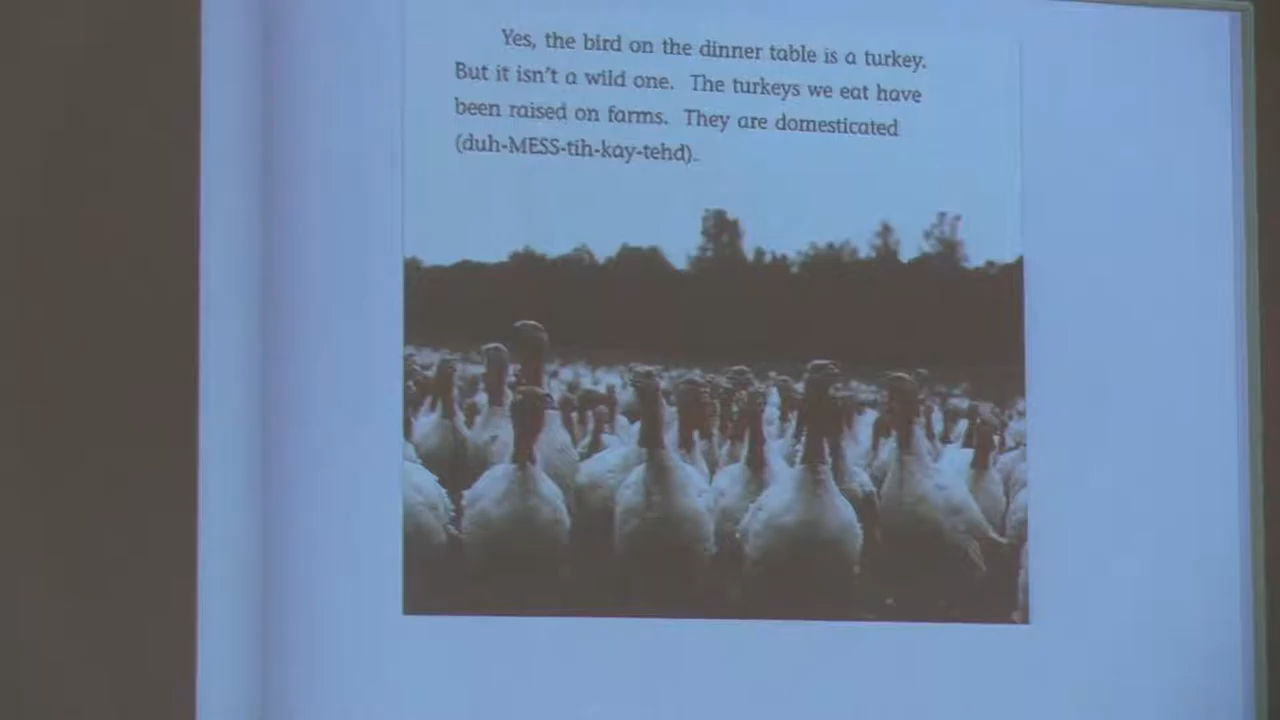 Yes, the bird on the dinner table is a turkey.
But it isn't a wild one. The turkeys we eat have
been raised on farms. They are domesticated
(duh-MESS-tih-kay-tehd).